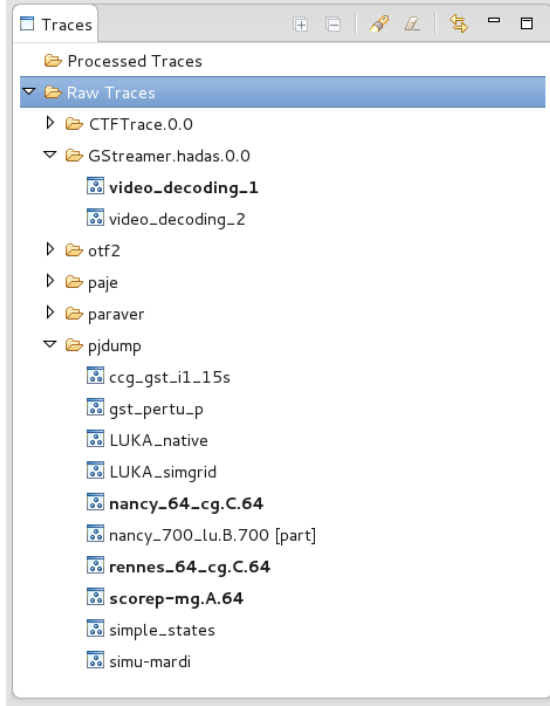 Traces
Processed Traces
Raw Traces
CTFTrace.0.0
GStreamer.hadas.0.0
video_decoding_1
video_decoding_2
otf2
paje
paraver
pjdump
ccg_gst_i1_15s
gst_pertu_p
LUKA_native
LUKA_simgrid
nancy_64_cg.C.64
nancy_700_lu.B.700 [part]
rennes_64_cg.C.64
scorep-mg.A.64
simple_states
simu-mardi